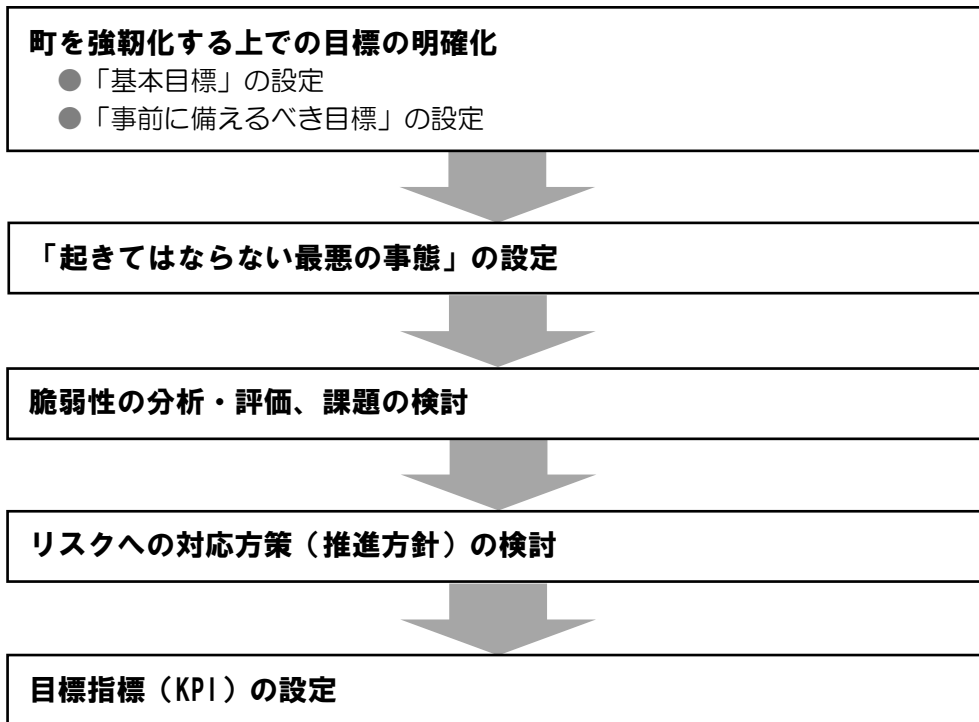 町を強靭化する上での目標の明確化
●「基本目標」の設定
●「事前に備えるべき目標」の設定
「起きてはならない最悪の事態」の設定
脆弱性の分析・評価、課題の検討
リスクへの対応方策（推進方針）の検討
目標指標（KPI）の設定